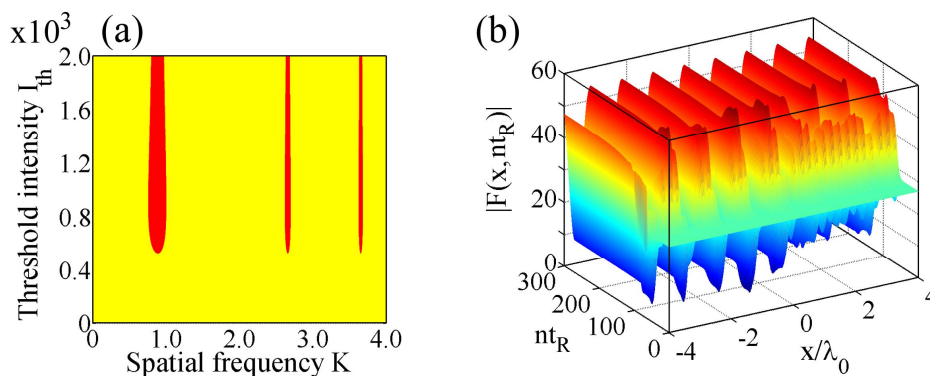 x10³ (a)
Threshold intensity I_th
2.0
1.6
1.2
0.8
0.4
0
0 1.0 2.0 3.0 4.0
Spatial frequency K
(b)
|F(x, nt_R)|
60
40
20
0
300
200
100
0
nt_R
-4 -2 0 2 4
x/λ_0